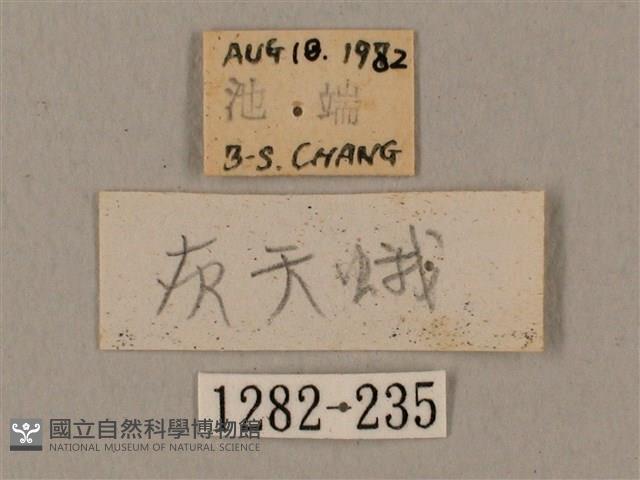 AUG 18. 1982
池端
B-S. CHANG
灰天蛾
1282-235
國立自然科學博物館
NATIONAL MUSEUM OF NATURAL SCIENCE